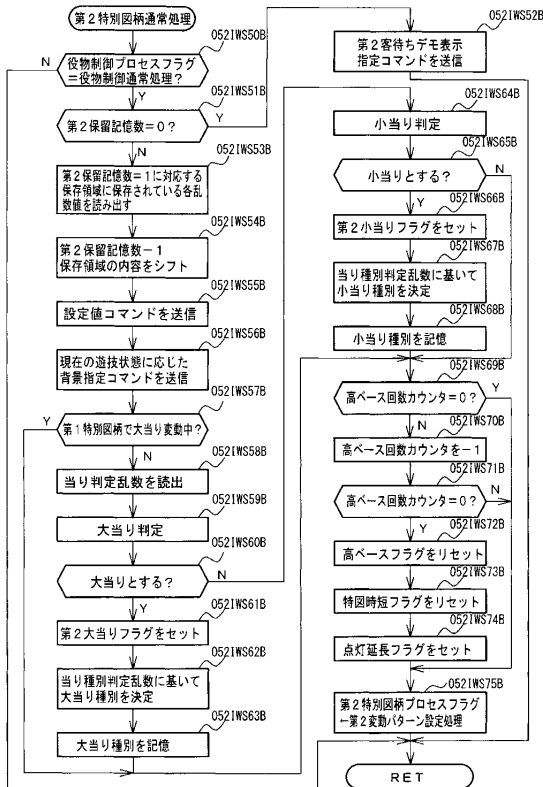 第２特別図柄通常処理
052IWS50B
N
役物制御プロセスフラグ
＝役物制御通常処理？
Y
052IWS51B
第２保留記憶数＝０？
Y
N
052IWS53B
第２保留記憶数＝１に対応する
保存領域に保存されている各乱
数値を読み出す
052IWS54B
第２保留記憶数－１
保存領域の内容をシフト
052IWS55B
設定値コマンドを送信
052IWS56B
現在の遊技状態に応じた
背景指定コマンドを送信
052IWS57B
Y
第１特別図柄で大当り変動中？
N
052IWS58B
当り判定乱数を読出
052IWS59B
大当り判定
052IWS60B
大当りとする？
N
Y
052IWS61B
第２大当りフラグをセット
052IWS62B
当り種別判定乱数に基いて
大当り種別を決定
052IWS63B
大当り種別を記憶
052IWS52B
第２客待ちデモ表示
指定コマンドを送信
052IWS64B
小当り判定
052IWS65B
小当りとする？
N
Y
052IWS66B
第２小当りフラグをセット
052IWS67B
当り種別判定乱数に基いて
小当り種別を決定
052IWS68B
小当り種別を記憶
052IWS69B
高ベース回数カウンタ＝０？
Y
N
052IWS70B
高ベース回数カウンタを－１
052IWS71B
高ベース回数カウンタ＝０？
N
Y
052IWS72B
高ベースフラグをリセット
052IWS73B
特図時短フラグをリセット
052IWS74B
点灯延長フラグをセット
052IWS75B
第２特別図柄プロセスフラグ
←第２変動パターン設定処理
RET